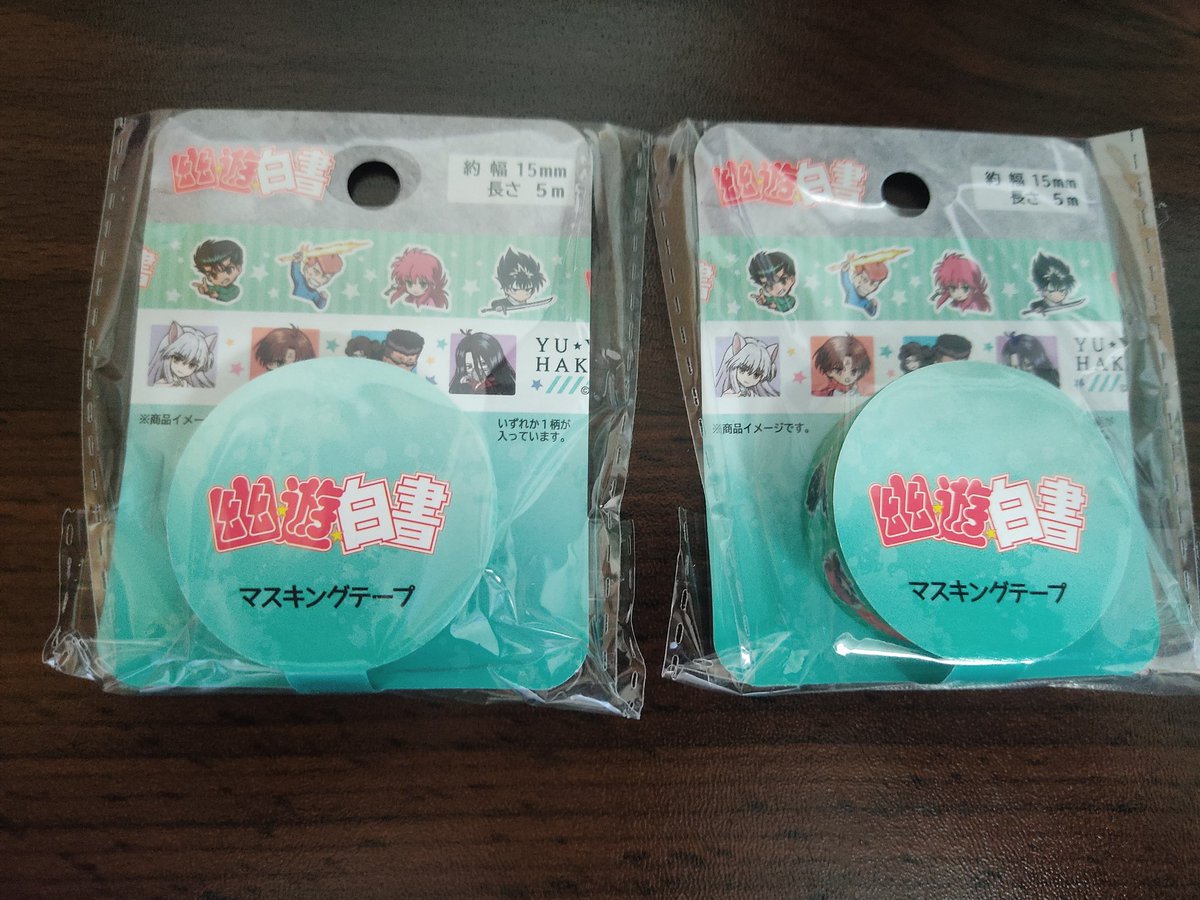 幽★遊★白書
約 幅 15mm
長さ 5m
YU★Y
HAK
©
※商品イメー
いずれか1柄が
入っています。
幽★遊★白書
マスキングテープ
幽★遊★白書
約 幅 15mm
長さ 5m
書
YU★
HAK
※商品イメージです。
幽★遊★白書
マスキングテープ